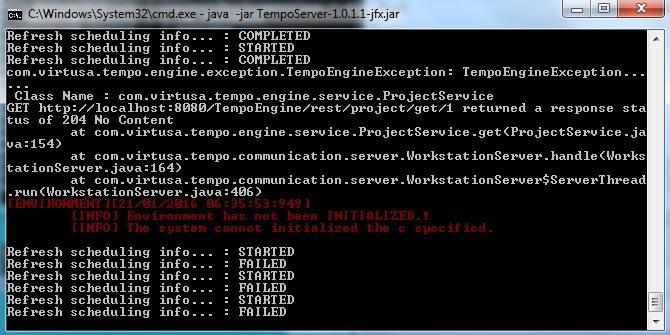 C:\Windows\System32\cmd.exe - java -jar TempoServer-1.0.1.1-jfx.jar
Refresh scheduling info... : COMPLETED
Refresh scheduling info... : STARTED
Refresh scheduling info... : COMPLETED
com.virtusa.tempo.engine.exception.TempoEngineException: TempoEngineException...
...
 Class Name : com.virtusa.tempo.engine.service.ProjectService
GET http://localhost:8080/TempoEngine/rest/project/get/1 returned a response sta
tus of 204 No Content
        at com.virtusa.tempo.engine.service.ProjectService.get(ProjectService.ja
va:154)
        at com.virtusa.tempo.communication.server.WorkstationServer.handle(Works
tationServer.java:164)
        at com.virtusa.tempo.communication.server.WorkstationServer$ServerThread
.run(WorkstationServer.java:406)
[ENVIRONMENT][21/01/2016 06:35:53:949]
        [INFO] Environment has not been INITIALIZED.!
        [INFO] The system cannot initialized the c specified.
Refresh scheduling info... : STARTED
Refresh scheduling info... : FAILED
Refresh scheduling info... : STARTED
Refresh scheduling info... : FAILED
Refresh scheduling info... : STARTED
Refresh scheduling info... : FAILED